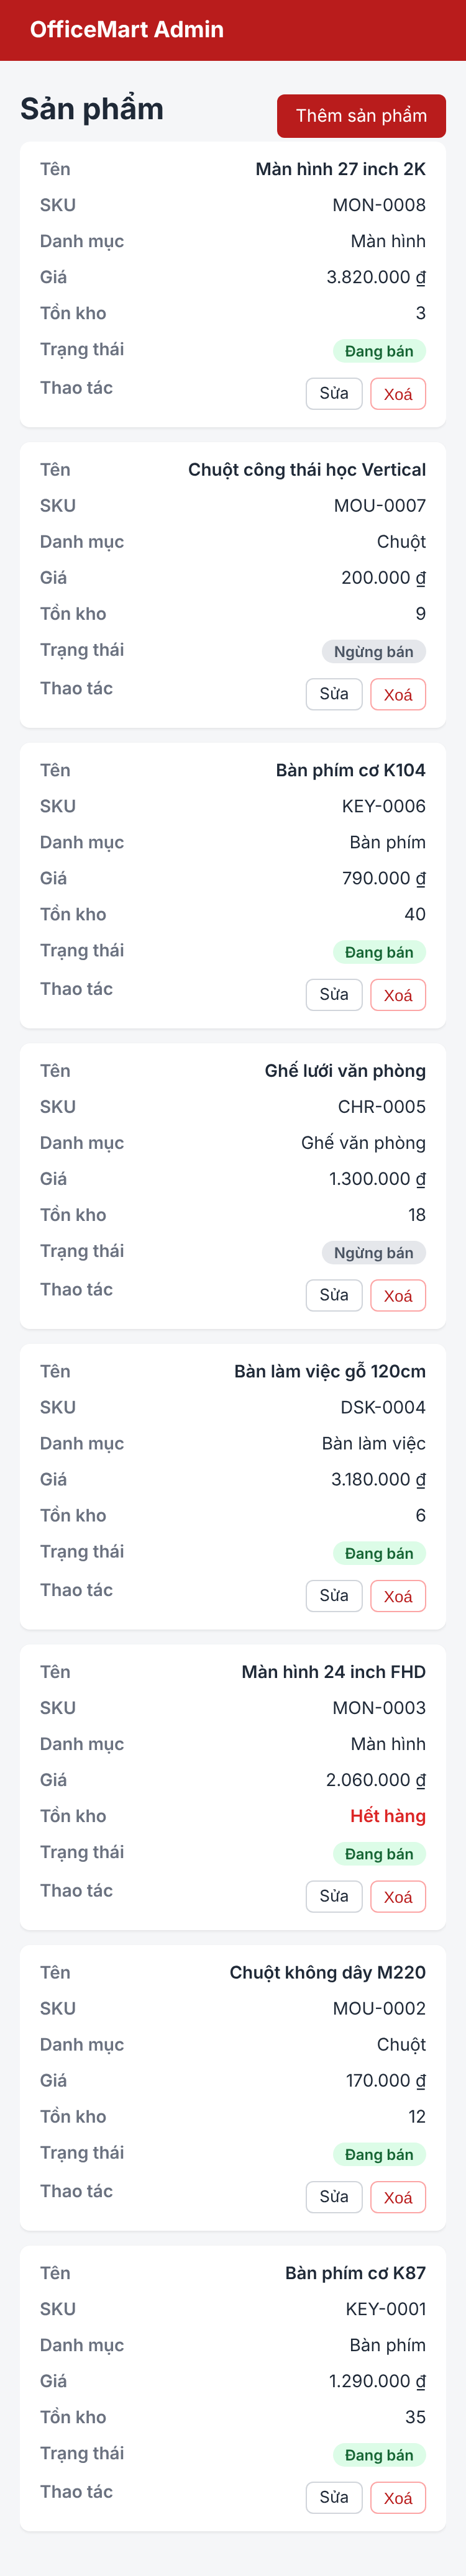 OfficeMart Admin
Sản phẩm
Thêm sản phẩm
Tên Màn hình 27 inch 2K
SKU MON-0008
Danh mục Màn hình
Giá 3.820.000 ₫
Tồn kho 3
Trạng thái Đang bán
Thao tác Sửa Xoá
Tên Chuột công thái học Vertical
SKU MOU-0007
Danh mục Chuột
Giá 200.000 ₫
Tồn kho 9
Trạng thái Ngừng bán
Thao tác Sửa Xoá
Tên Bàn phím cơ K104
SKU KEY-0006
Danh mục Bàn phím
Giá 790.000 ₫
Tồn kho 40
Trạng thái Đang bán
Thao tác Sửa Xoá
Tên Ghế lưới văn phòng
SKU CHR-0005
Danh mục Ghế văn phòng
Giá 1.300.000 ₫
Tồn kho 18
Trạng thái Ngừng bán
Thao tác Sửa Xoá
Tên Bàn làm việc gỗ 120cm
SKU DSK-0004
Danh mục Bàn làm việc
Giá 3.180.000 ₫
Tồn kho 6
Trạng thái Đang bán
Thao tác Sửa Xoá
Tên Màn hình 24 inch FHD
SKU MON-0003
Danh mục Màn hình
Giá 2.060.000 ₫
Tồn kho Hết hàng
Trạng thái Đang bán
Thao tác Sửa Xoá
Tên Chuột không dây M220
SKU MOU-0002
Danh mục Chuột
Giá 170.000 ₫
Tồn kho 12
Trạng thái Đang bán
Thao tác Sửa Xoá
Tên Bàn phím cơ K87
SKU KEY-0001
Danh mục Bàn phím
Giá 1.290.000 ₫
Tồn kho 35
Trạng thái Đang bán
Thao tác Sửa Xoá